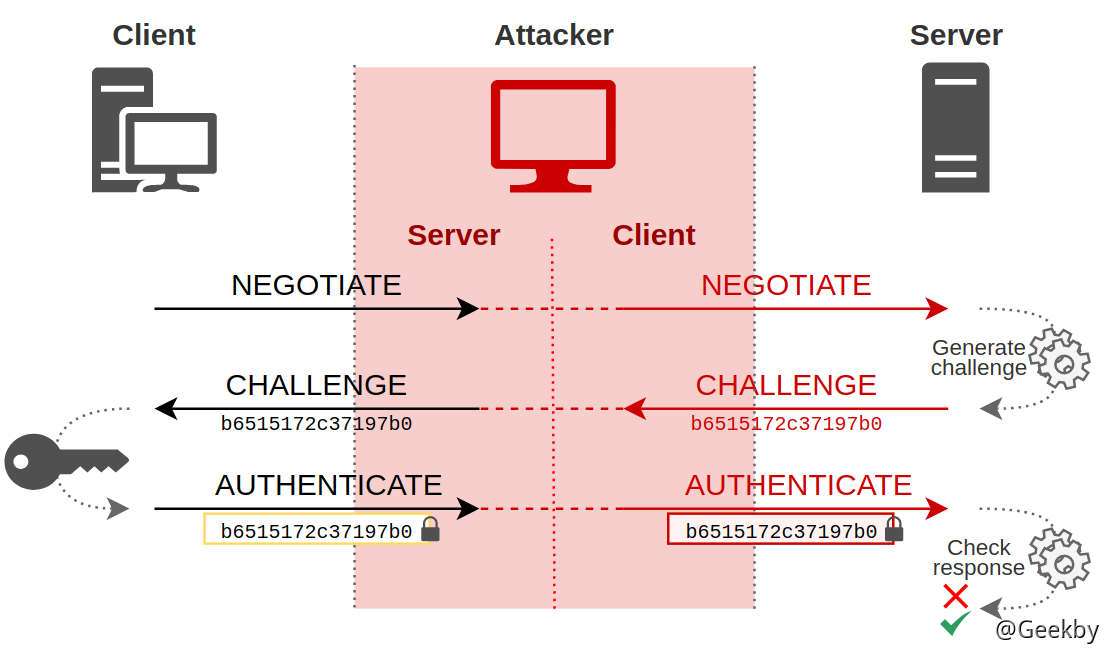 Client
Attacker
Server
Server
Client
NEGOTIATE
NEGOTIATE
Generate
challenge
CHALLENGE
CHALLENGE
b6515172c37197b0
b6515172c37197b0
AUTHENTICATE
AUTHENTICATE
b6515172c37197b0
b6515172c37197b0
Check
response
@Geekby